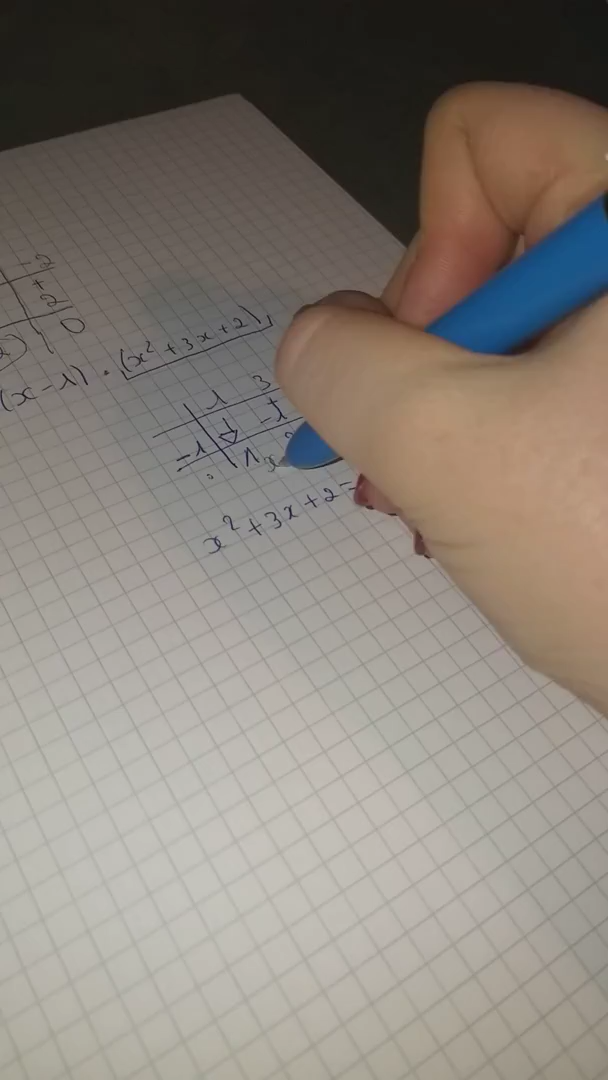 -2
+
2
0
(x-1) · (x²+3x+2),
1 3
↓ -1
-1 1 x
x²+3x+2=